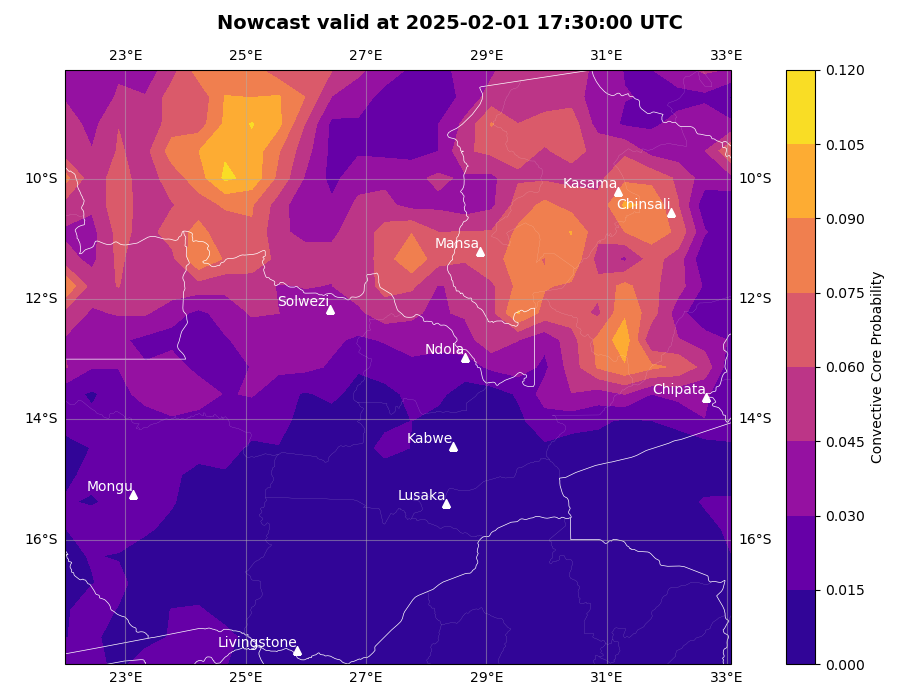 Nowcast valid at 2025-02-01 17:30:00 UTC
23°E 25°E 27°E 29°E 31°E 33°E
0.120
0.105
10°S 10°S
Kasama
Chinsali
0.090
Mansa
0.075
12°S 12°S
Solwezi
Ndola
0.060
Chipata
14°S 14°S
Kabwe
0.045
Mongu
Lusaka
0.030
16°S 16°S
0.015
Livingstone
0.000
23°E 25°E 27°E 29°E 31°E 33°E
Convective Core Probability